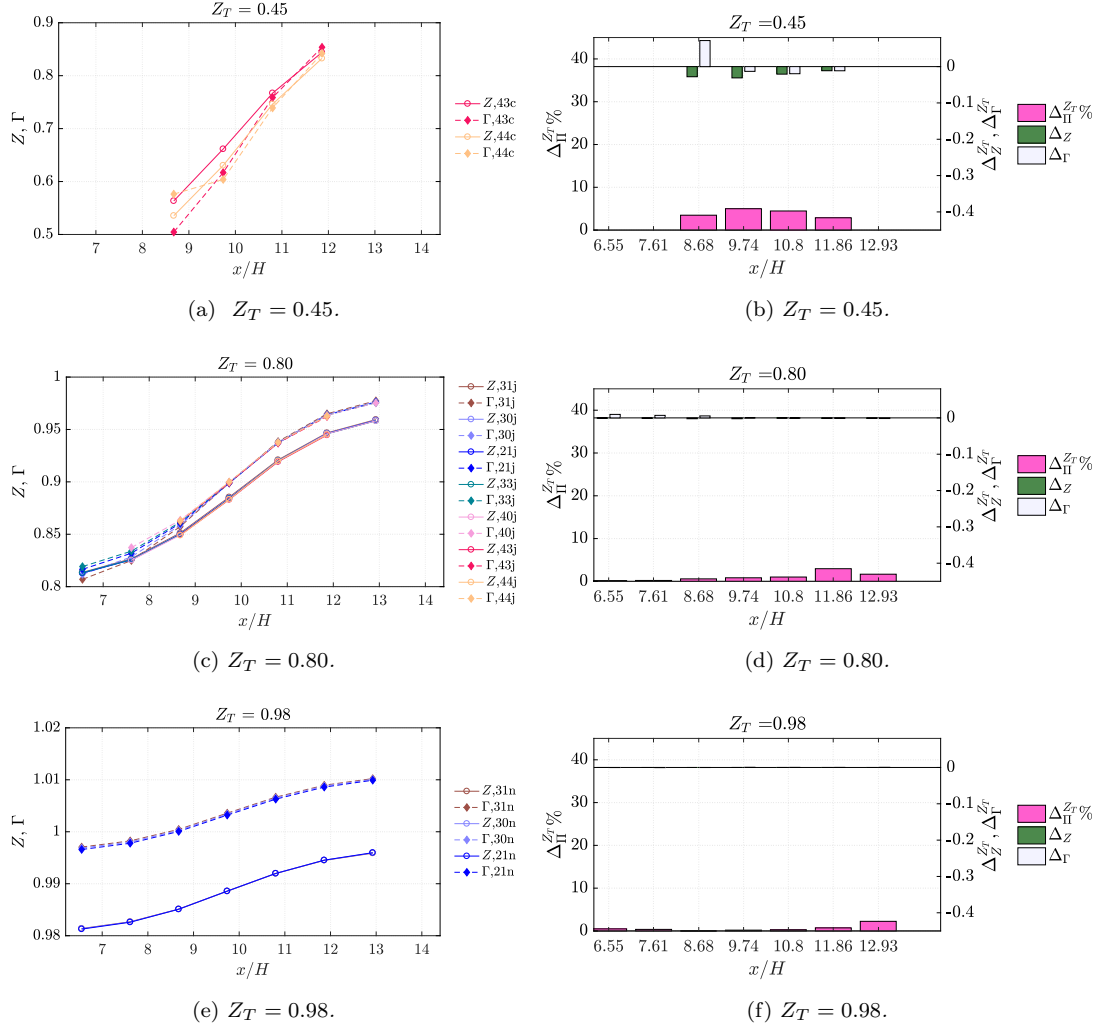 Z_T = 0.45
0.9
0.8
0.7
0.6
0.5
Z, Γ
7 8 9 10 11 12 13 14
x/H
Z,43c
Γ,43c
Z,44c
Γ,44c
(a) Z_T = 0.45.
Z_T =0.45
40
30
20
10
0
Δ_Π^{Z_T}%
0
-0.1
-0.2
-0.3
-0.4
Δ_Z^{Z_T}, Δ_Γ^{Z_T}
6.55 7.61 8.68 9.74 10.8 11.86 12.93
x/H
Δ_Π^{Z_T}%
Δ_Z
Δ_Γ
(b) Z_T = 0.45.
Z_T = 0.80
1
0.95
0.9
0.85
0.8
Z, Γ
7 8 9 10 11 12 13 14
x/H
Z,31j
Γ,31j
Z,30j
Γ,30j
Z,21j
Γ,21j
Z,33j
Γ,33j
Z,40j
Γ,40j
Z,43j
Γ,43j
Z,44j
Γ,44j
(c) Z_T = 0.80.
Z_T =0.80
40
30
20
10
0
Δ_Π^{Z_T}%
0
-0.1
-0.2
-0.3
-0.4
Δ_Z^{Z_T}, Δ_Γ^{Z_T}
6.55 7.61 8.68 9.74 10.8 11.86 12.93
x/H
Δ_Π^{Z_T}%
Δ_Z
Δ_Γ
(d) Z_T = 0.80.
Z_T = 0.98
1.02
1.01
1
0.99
0.98
Z, Γ
7 8 9 10 11 12 13 14
x/H
Z,31n
Γ,31n
Z,30n
Γ,30n
Z,21n
Γ,21n
(e) Z_T = 0.98.
Z_T =0.98
40
30
20
10
0
Δ_Π^{Z_T}%
0
-0.1
-0.2
-0.3
-0.4
Δ_Z^{Z_T}, Δ_Γ^{Z_T}
6.55 7.61 8.68 9.74 10.8 11.86 12.93
x/H
Δ_Π^{Z_T}%
Δ_Z
Δ_Γ
(f) Z_T = 0.98.